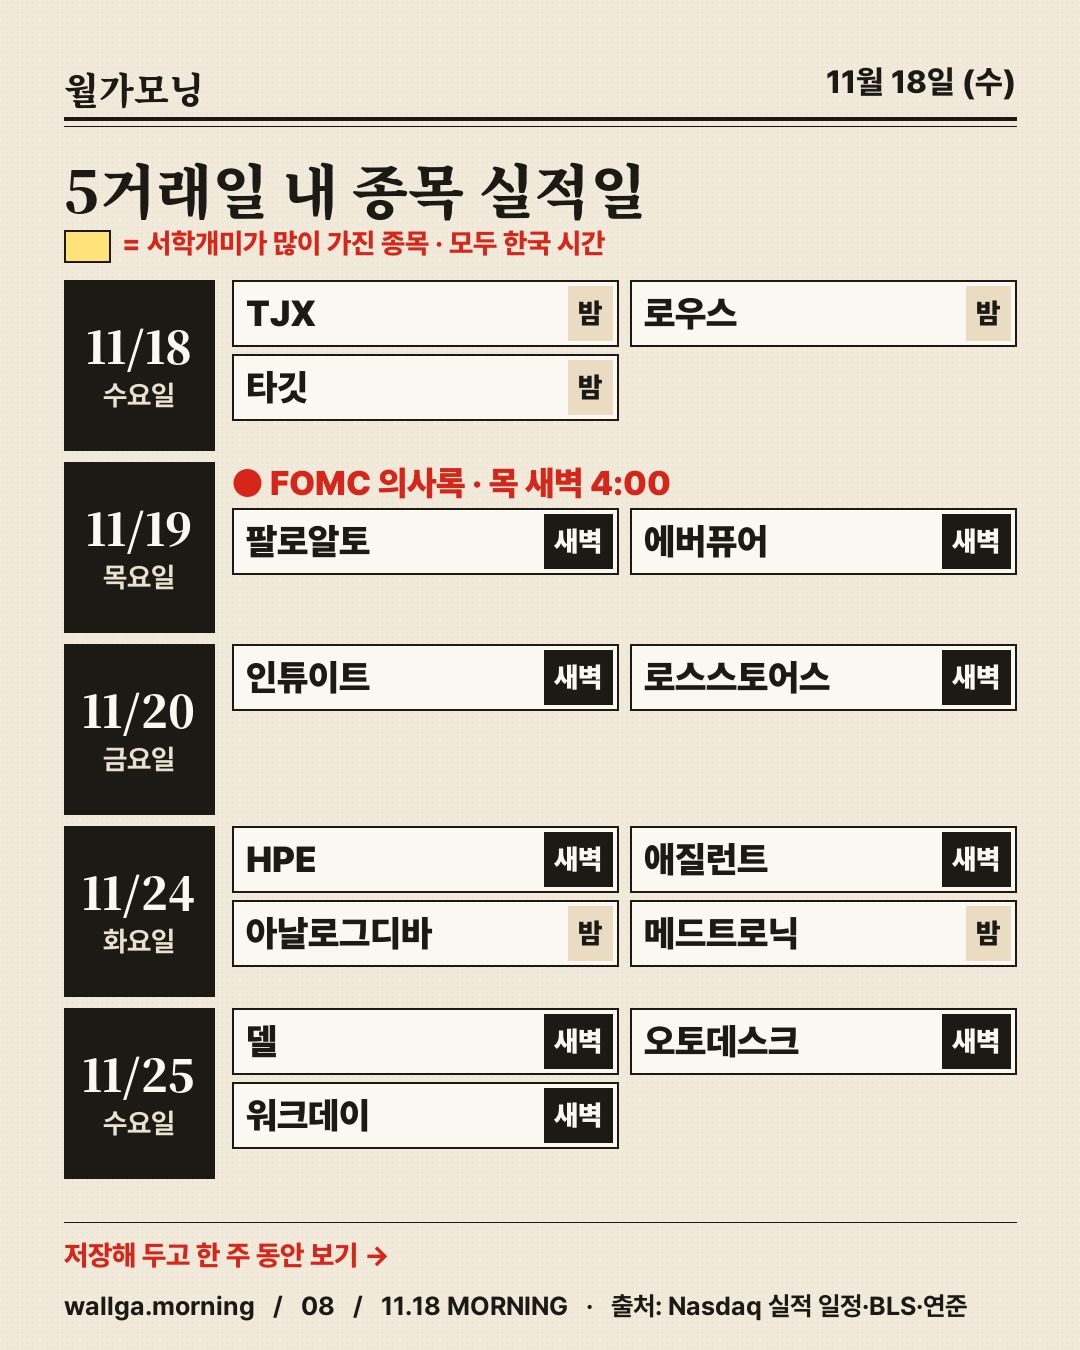 월가모닝
11월 18일 (수)
5거래일 내 종목 실적일
= 서학개미가 많이 가진 종목 · 모두 한국 시간
11/18
수요일
TJX 밤
로우스 밤
타깃 밤
11/19
목요일
● FOMC 의사록 · 목 새벽 4:00
팔로알토 새벽
에버퓨어 새벽
11/20
금요일
인튜이트 새벽
로스스토어스 새벽
11/24
화요일
HPE 새벽
애질런트 새벽
아날로그디바 밤
메드트로닉 밤
11/25
수요일
델 새벽
오토데스크 새벽
워크데이 새벽
저장해 두고 한 주 동안 보기 →
wallga.morning / 08 / 11.18 MORNING · 출처: Nasdaq 실적 일정·BLS·연준